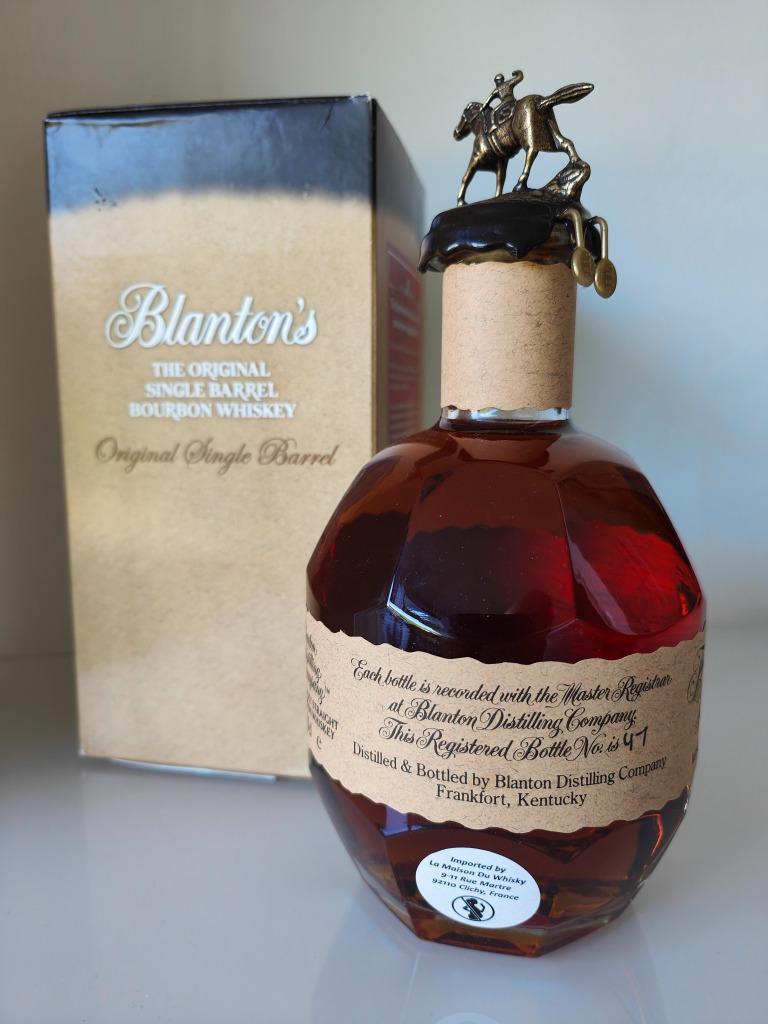 Blanton's
THE ORIGINAL
SINGLE BARREL
BOURBON WHISKEY
Original Single Barrel
STRAIGHT
WHISKEY
Each bottle is recorded with the Master Registrar
at Blanton Distilling Company.
This Registered Bottle No: is 47
Distilled & Bottled by Blanton Distilling Company
Frankfort, Kentucky
Imported by
La Maison Du Whisky
9-11 Rue Martre
92110 Clichy, France